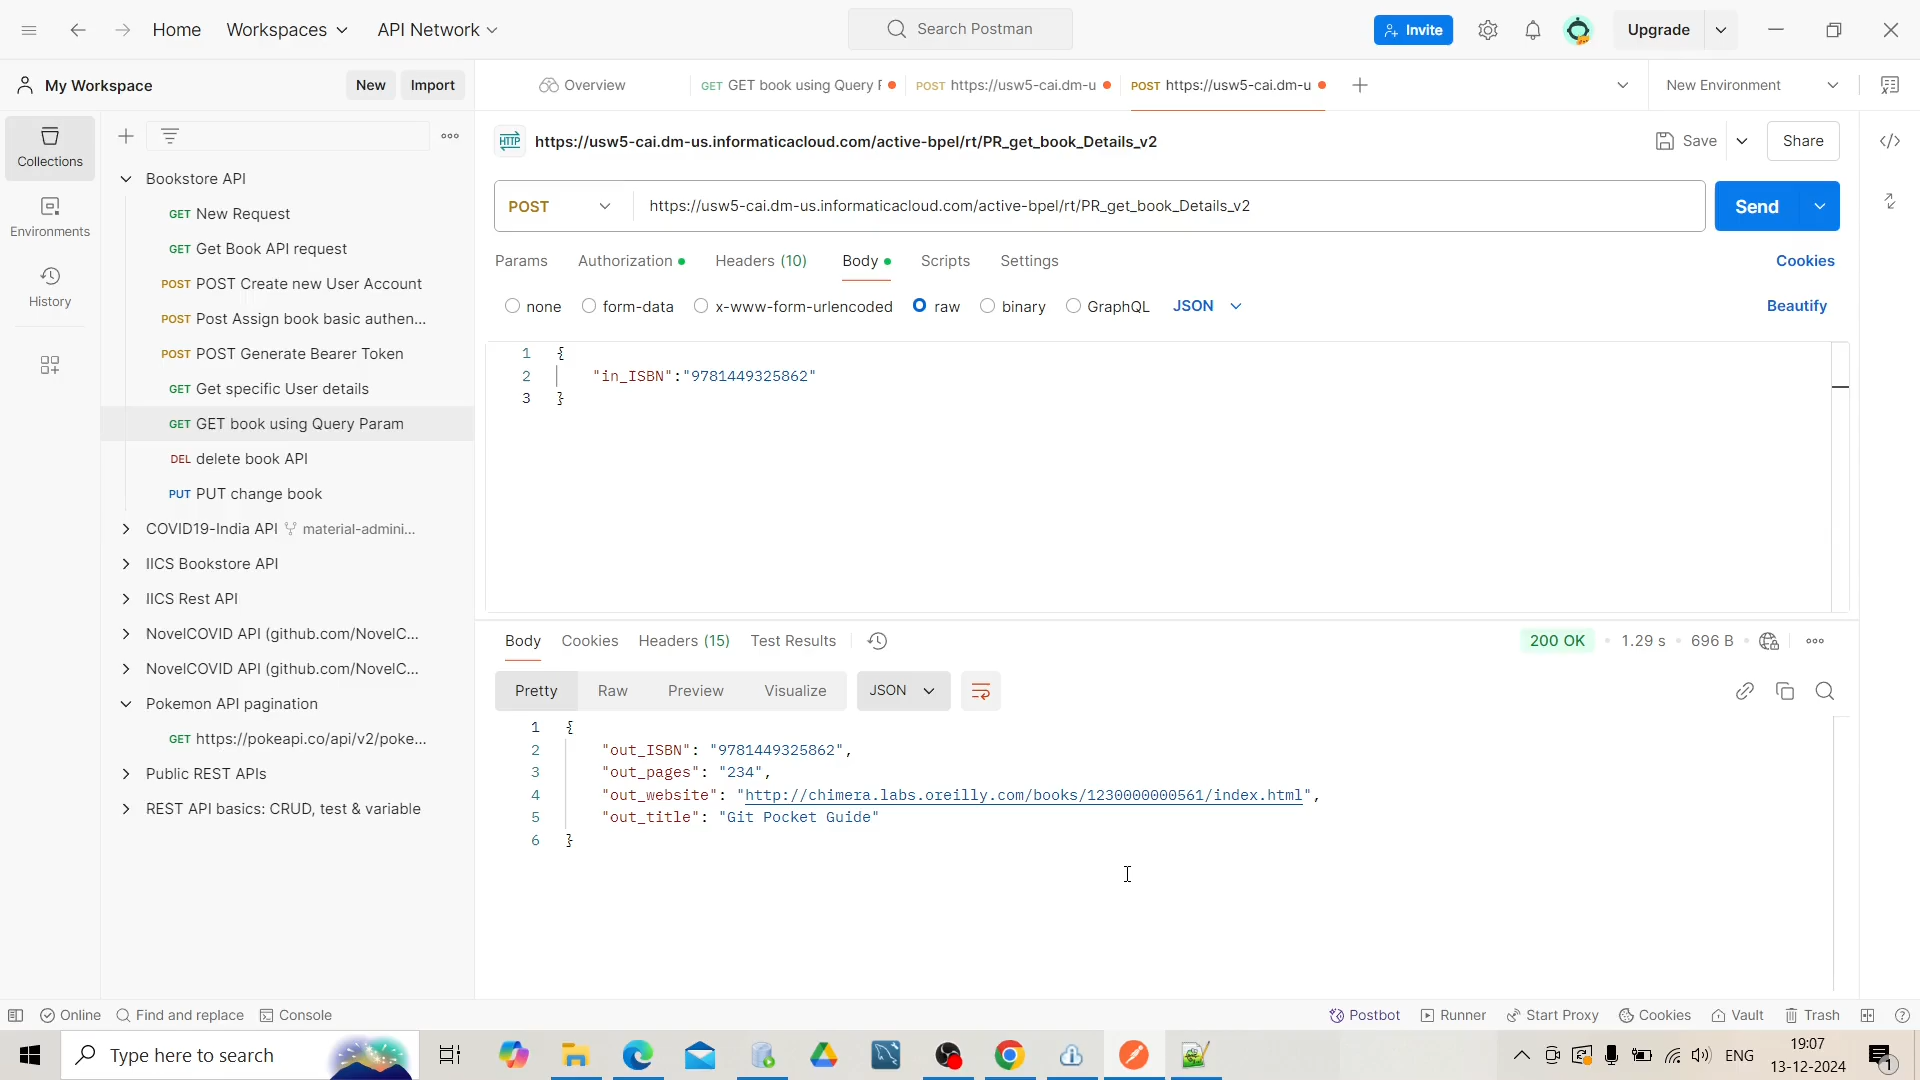 Home
Workspaces
API Network
Search Postman
Invite
Upgrade
My Workspace
New
Import
Overview
GET GET book using Query F
POST https://usw5-cai.dm-u
POST https://usw5-cai.dm-u
New Environment
Collections
Environments
History
Bookstore API
GET New Request
GET Get Book API request
POST POST Create new User Account
POST Post Assign book basic authen...
POST POST Generate Bearer Token
GET Get specific User details
GET GET book using Query Param
DEL delete book API
PUT PUT change book
COVID19-India API material-admini...
IICS Bookstore API
IICS Rest API
NovelCOVID API (github.com/NovelC...
NovelCOVID API (github.com/NovelC...
Pokemon API pagination
GET https://pokeapi.co/api/v2/poke...
Public REST APIs
REST API basics: CRUD, test & variable
HTTP https://usw5-cai.dm-us.informaticacloud.com/active-bpel/rt/PR_get_book_Details_v2
Save
Share
POST
https://usw5-cai.dm-us.informaticacloud.com/active-bpel/rt/PR_get_book_Details_v2
Send
Params
Authorization
Headers (10)
Body
Scripts
Settings
Cookies
none
form-data
x-www-form-urlencoded
raw
binary
GraphQL
JSON
Beautify
1 {
2 "in_ISBN":"9781449325862"
3 }
Body
Cookies
Headers (15)
Test Results
200 OK
1.29 s
696 B
Pretty
Raw
Preview
Visualize
JSON
1 {
2 "out_ISBN": "9781449325862",
3 "out_pages": "234",
4 "out_website": "http://chimera.labs.oreilly.com/books/1230000000561/index.html",
5 "out_title": "Git Pocket Guide"
6 }
Online
Find and replace
Console
Postbot
Runner
Start Proxy
Cookies
Vault
Trash
Type here to search
ENG
19:07
13-12-2024
1